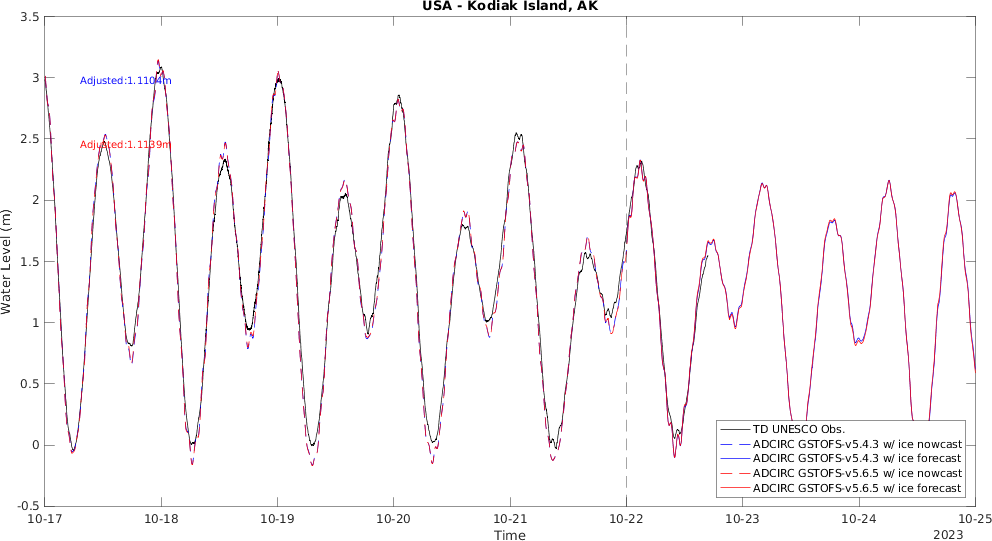 USA - Kodiak Island, AK
3.5
3
2.5
2
1.5
1
0.5
0
-0.5
Water Level (m)
Adjusted:1.1104m
Adjusted:1.1139m
TD UNESCO Obs.
ADCIRC GSTOFS-v5.4.3 w/ ice nowcast
ADCIRC GSTOFS-v5.4.3 w/ ice forecast
ADCIRC GSTOFS-v5.6.5 w/ ice nowcast
ADCIRC GSTOFS-v5.6.5 w/ ice forecast
10-17 10-18 10-19 10-20 10-21 10-22 10-23 10-24 10-25
Time
2023